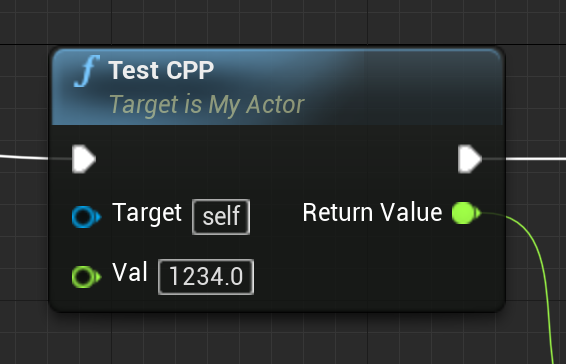 f Test CPP
Target is My Actor
Target self Return Value
Val 1234.0